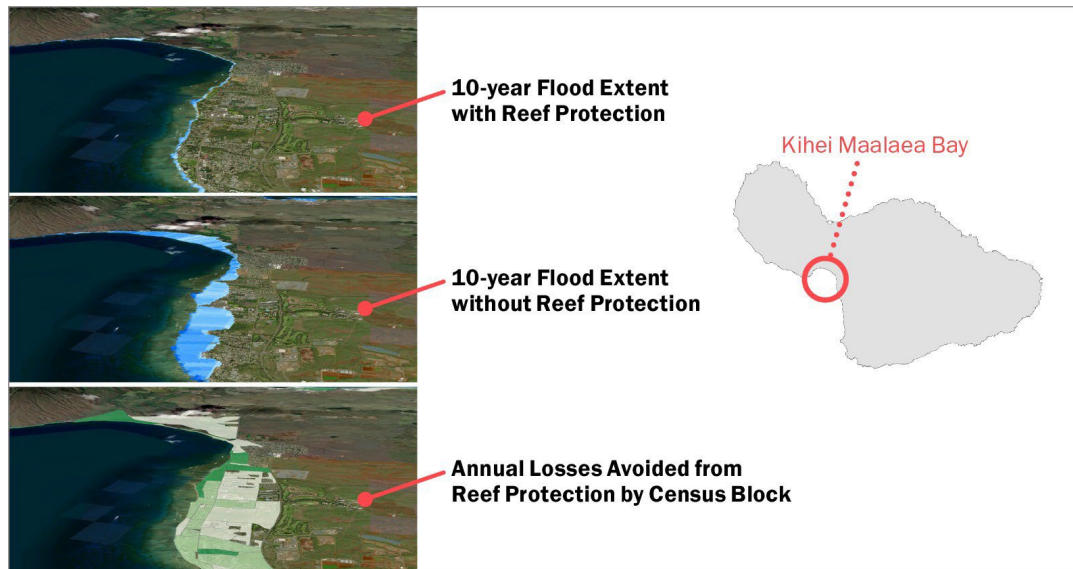 10-year Flood Extent
with Reef Protection
Kihei Maalaea Bay
10-year Flood Extent
without Reef Protection
Annual Losses Avoided from
Reef Protection by Census Block